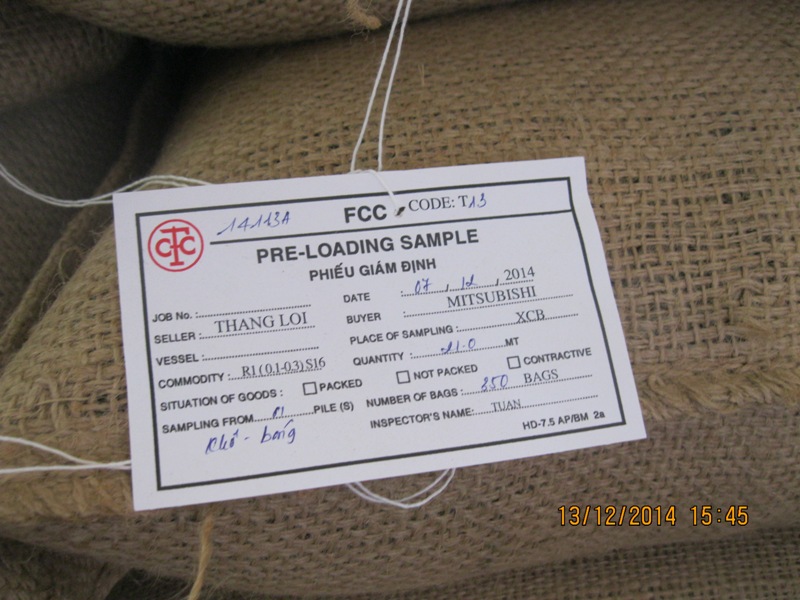 14113A
FCC CODE: T13
CFC
PRE-LOADING SAMPLE
PHIẾU GIÁM ĐỊNH
JOB No.:
DATE : 07 , 12 , 2014
SELLER : THANG LOI
BUYER : MITSUBISHI
VESSEL :
PLACE OF SAMPLING : XCB
COMMODITY : R1 ( 0.1-0.3) S16
QUANTITY : 21.0 MT
SITUATION OF GOODS : PACKED NOT PACKED CONTRACTIVE
SAMPLING FROM 01 PILE (S)
NUMBER OF BAGS : 350 BAGS
Khô - bóng
INSPECTOR'S NAME: TUAN
HD-7.5 AP/BM 2a
13/12/2014 15:45